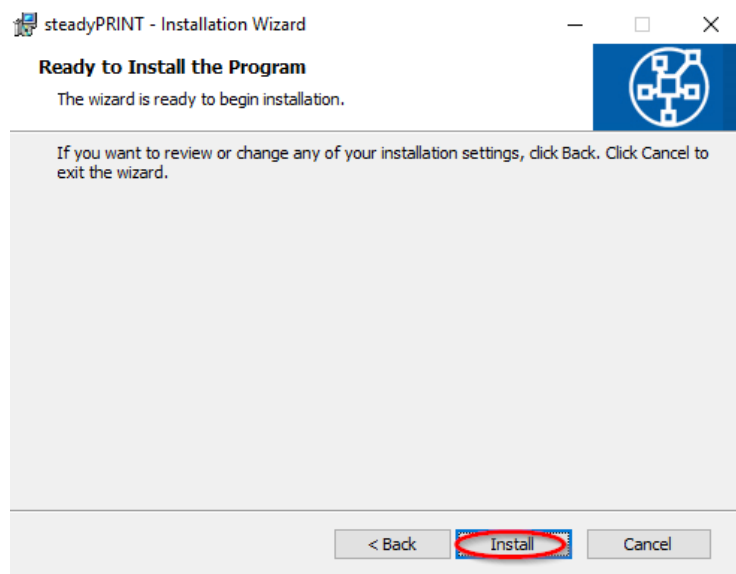 steadyPRINT - Installation Wizard
Ready to Install the Program
The wizard is ready to begin installation.
If you want to review or change any of your installation settings, click Back. Click Cancel to
exit the wizard.
< Back Install Cancel